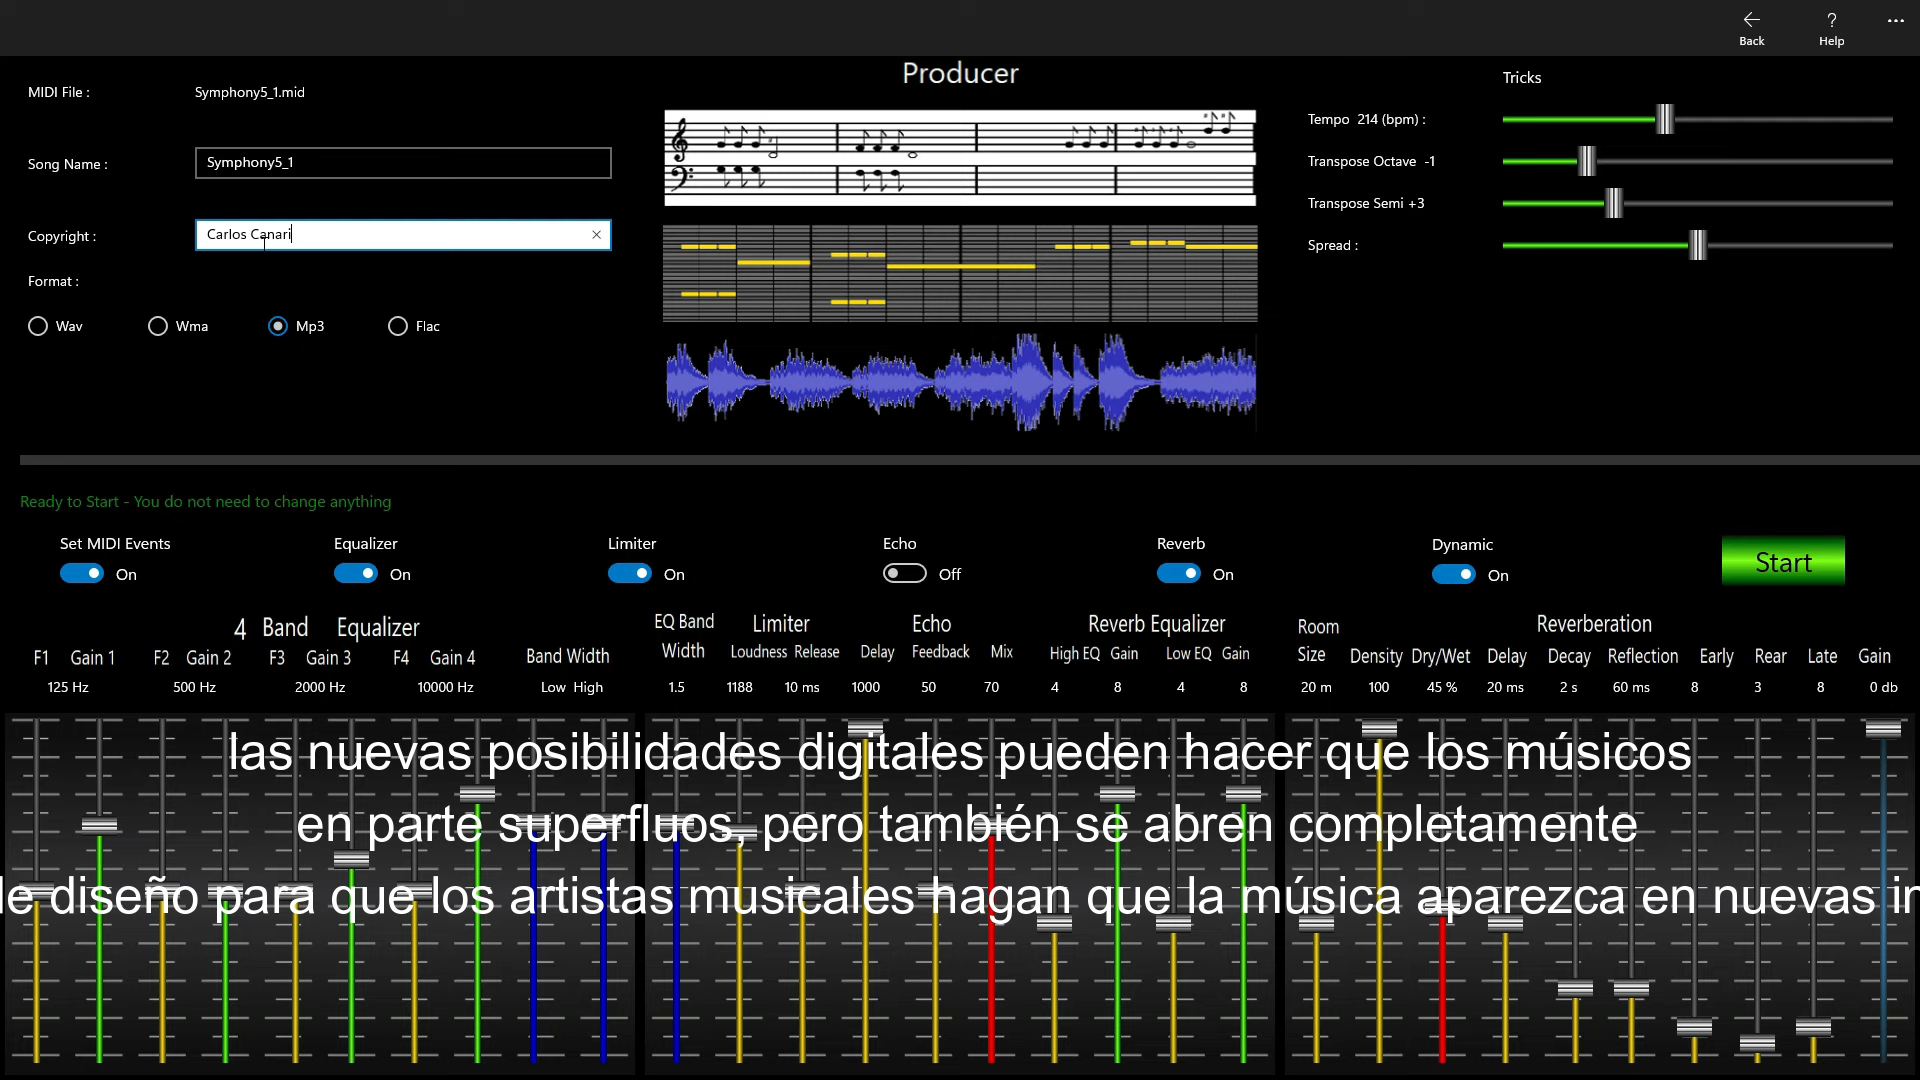 Back
Help
Producer
Tricks
MIDI File :
Symphony5_1.mid
Song Name :
Symphony5_1
Copyright :
Carlos Canari
Format :
Wav
Wma
Mp3
Flac
Tempo 214 (bpm) :
Transpose Octave -1
Transpose Semi +3
Spread :
Ready to Start - You do not need to change anything
Set MIDI Events
On
Equalizer
On
Limiter
On
Echo
Off
Reverb
On
Dynamic
On
Start
4 Band Equalizer
F1 Gain 1 F2 Gain 2 F3 Gain 3 F4 Gain 4 Band Width
125 Hz 500 Hz 2000 Hz 10000 Hz Low High
EQ Band Width
1.5
Limiter
Loudness Release
1188 10 ms
Echo
Delay Feedback Mix
1000 50 70
Reverb Equalizer
High EQ Gain Low EQ Gain
4 8 4 8
Reverberation
Room Size Density Dry/Wet Delay Decay Reflection Early Rear Late Gain
20 m 100 45 % 20 ms 2 s 60 ms 8 3 8 0 db
las nuevas posibilidades digitales pueden hacer que los músicos
en parte superfluos, pero también se abren completamente
diseño para que los artistas musicales hagan que la música aparezca en nuevas